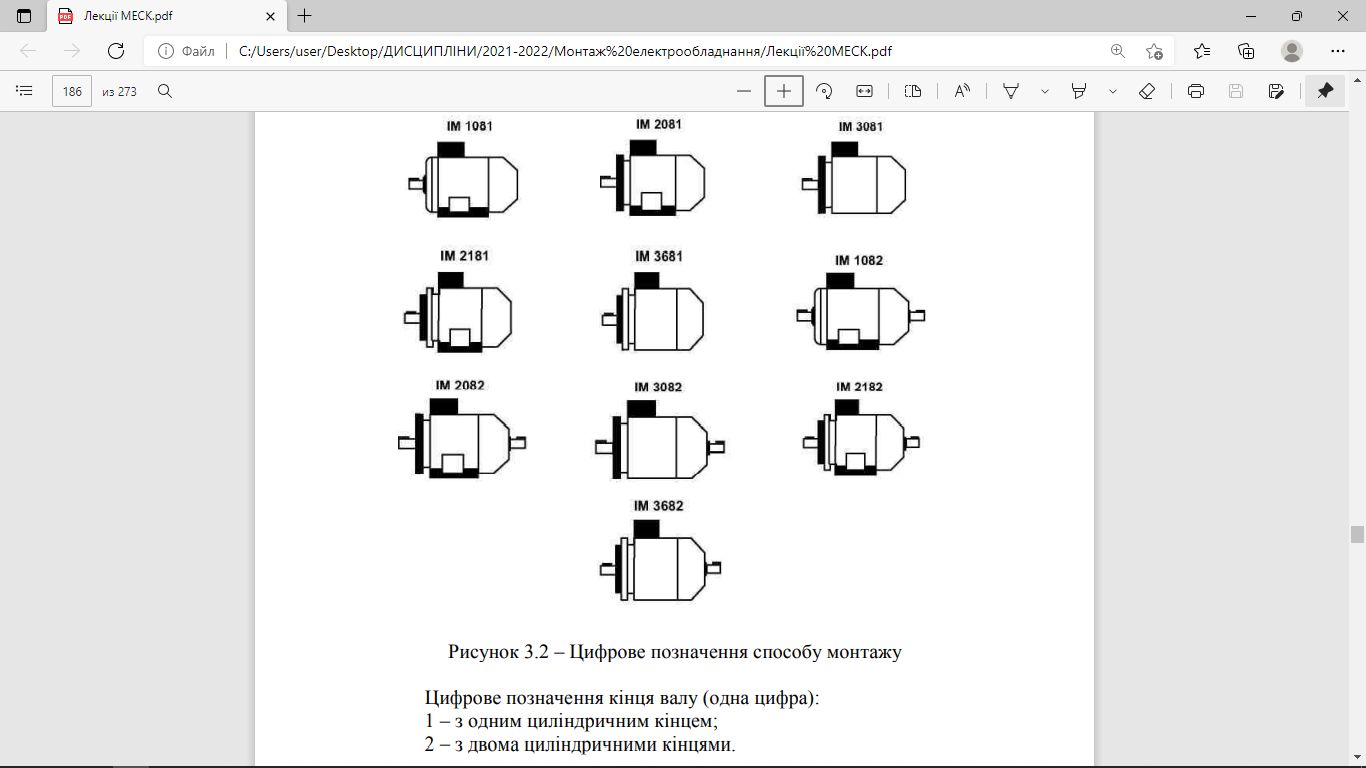 Лекції МЕСК.pdf
Файл
C:/Users/user/Desktop/ДИСЦИПЛІНИ/2021-2022/Монтаж%20електрообладнання/Лекції%20МЕСК.pdf
186 из 273
IM 1081 IM 2081 IM 3081
IM 2181 IM 3681 IM 1082
IM 2082 IM 3082 IM 2182
IM 3682
Рисунок 3.2 – Цифрове позначення способу монтажу
Цифрове позначення кінця валу (одна цифра):
1 – з одним циліндричним кінцем;
2 – з двома циліндричними кінцями.